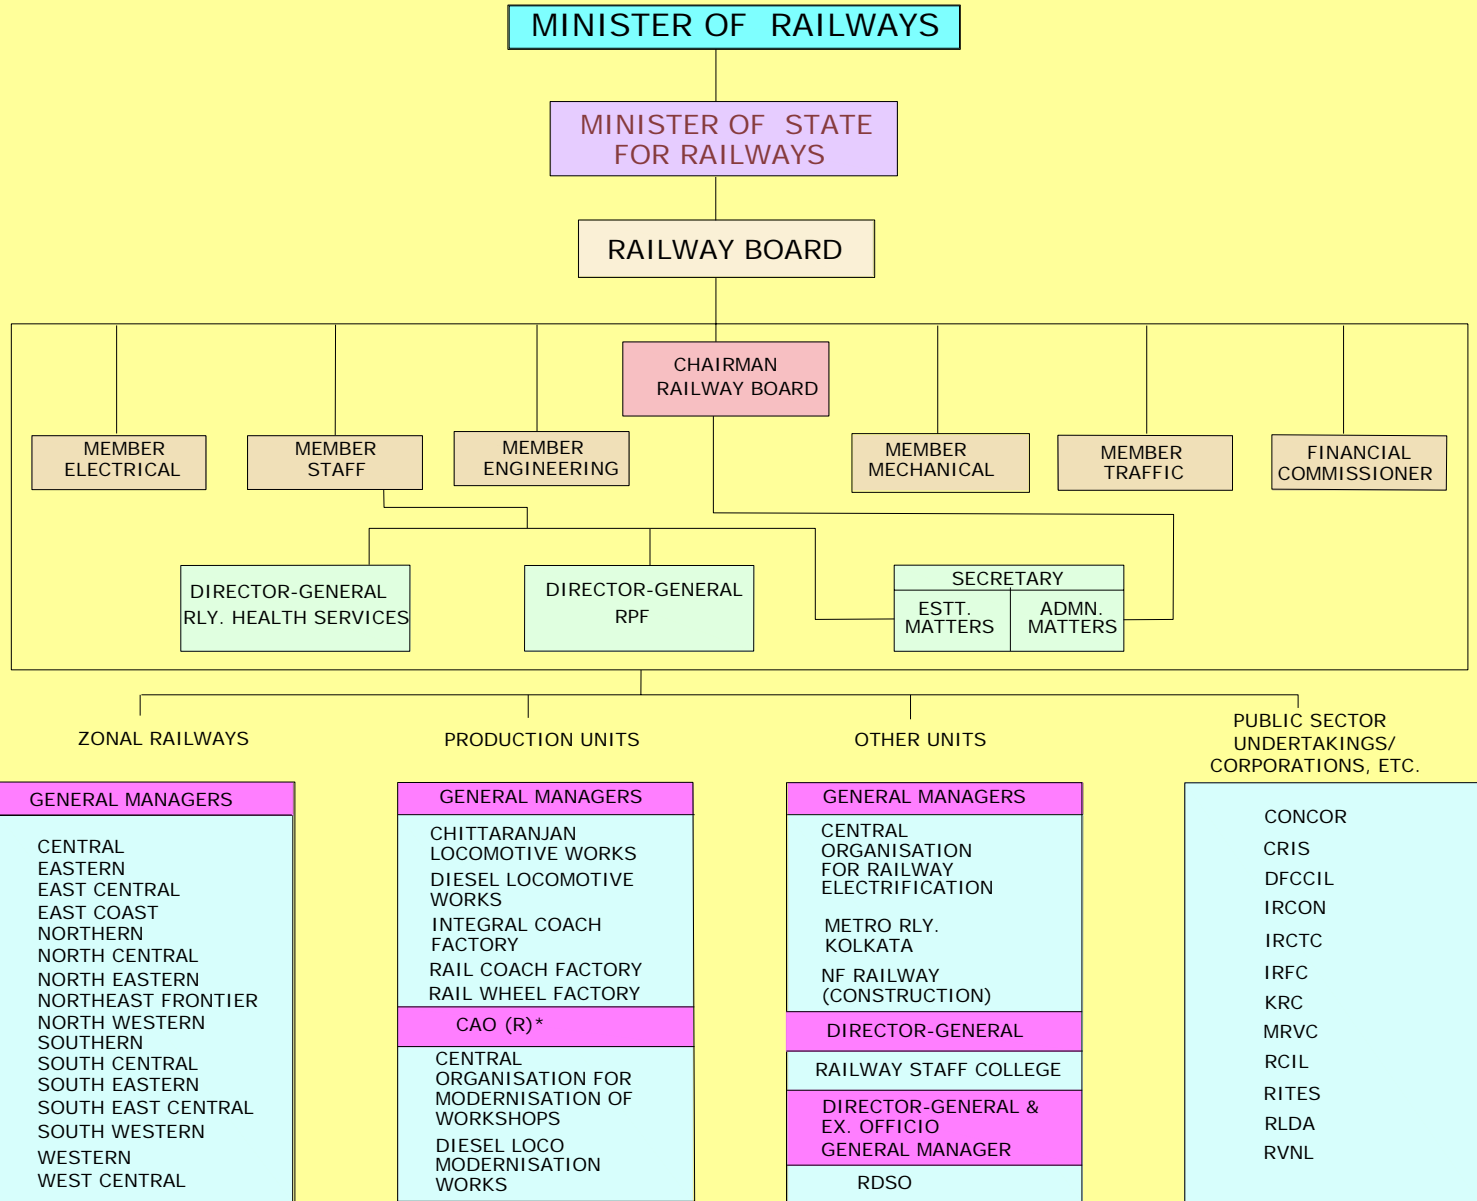 MINISTER OF RAILWAYS
MINISTER OF STATE
FOR RAILWAYS
RAILWAY BOARD
CHAIRMAN
RAILWAY BOARD
MEMBER
ELECTRICAL
MEMBER
STAFF
MEMBER
ENGINEERING
MEMBER
MECHANICAL
MEMBER
TRAFFIC
FINANCIAL
COMMISSIONER
DIRECTOR-GENERAL
RLY. HEALTH SERVICES
DIRECTOR-GENERAL
RPF
SECRETARY
ESTT.
MATTERS
ADMN.
MATTERS
ZONAL RAILWAYS
GENERAL MANAGERS
CENTRAL
EASTERN
EAST CENTRAL
EAST COAST
NORTHERN
NORTH CENTRAL
NORTH EASTERN
NORTHEAST FRONTIER
NORTH WESTERN
SOUTHERN
SOUTH CENTRAL
SOUTH EASTERN
SOUTH EAST CENTRAL
SOUTH WESTERN
WESTERN
WEST CENTRAL
PRODUCTION UNITS
GENERAL MANAGERS
CHITTARANJAN
LOCOMOTIVE WORKS
DIESEL LOCOMOTIVE
WORKS
INTEGRAL COACH
FACTORY
RAIL COACH FACTORY
RAIL WHEEL FACTORY
CAO (R)*
CENTRAL
ORGANISATION FOR
MODERNISATION OF
WORKSHOPS
DIESEL LOCO
MODERNISATION
WORKS
OTHER UNITS
GENERAL MANAGERS
CENTRAL
ORGANISATION
FOR RAILWAY
ELECTRIFICATION
METRO RLY.
KOLKATA
NF RAILWAY
(CONSTRUCTION)
DIRECTOR-GENERAL
RAILWAY STAFF COLLEGE
DIRECTOR-GENERAL &
EX. OFFICIO
GENERAL MANAGER
RDSO
PUBLIC SECTOR
UNDERTAKINGS/
CORPORATIONS, ETC.
CONCOR
CRIS
DFCCIL
IRCON
IRCTC
IRFC
KRC
MRVC
RCIL
RITES
RLDA
RVNL